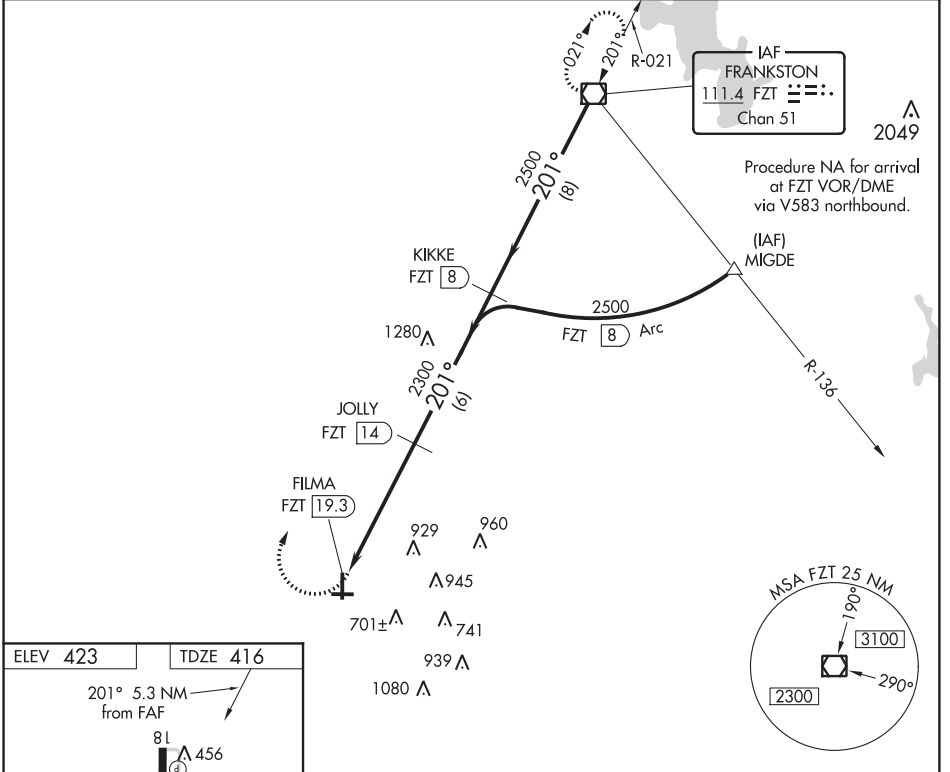 021°
201°
R-021
IAF
FRANKSTON
111.4 FZT
Chan 51
2049
Procedure NA for arrival
at FZT VOR/DME
via V583 northbound.
2500
201°
(8)
(IAF)
MIGDE
KIKKE
FZT 8
2500
FZT 8 Arc
1280
2300
201°
(6)
R-136
JOLLY
FZT 14
FILMA
FZT 19.3
929
960
945
701±
741
939
1080
MSA FZT 25 NM
190°
3100
290°
2300
ELEV 423
TDZE 416
201° 5.3 NM
from FAF
18
456
P